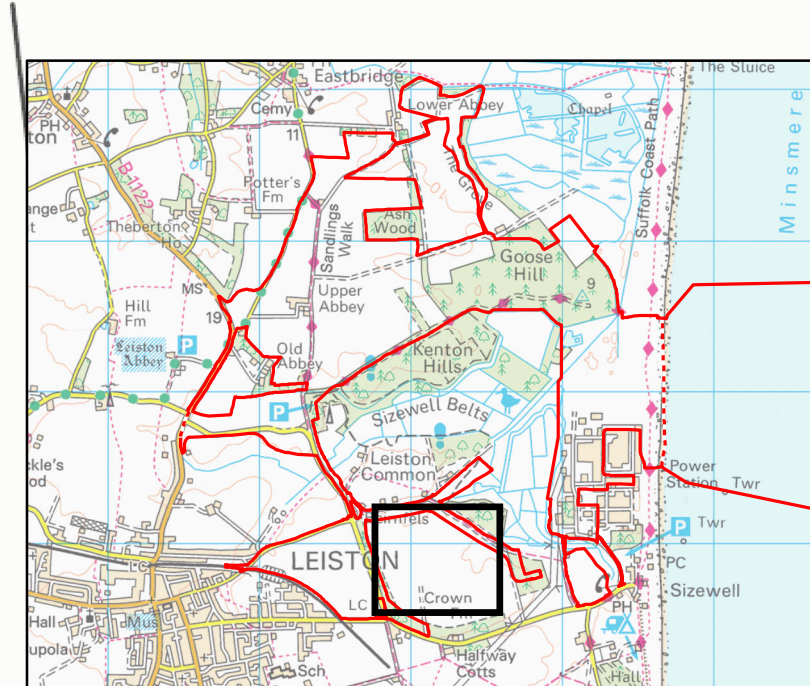 The Sluice
Eastbridge
Lower Abbey
Cemy
Chapel
PH
ton
11
B1122
Potter's
Fm
The Grove
Suffolk Coast Path
Minsmere
ange
t
Ash
Wood
Sandlings
Walk
Theberton
Ho
Goose
Hill
MS
Upper
Abbey
9
Hill
Fm
19
Leiston
Abbey
P
Old
Abbey
Kenton
Hills
P
Sizewell Belts
Leiston
Common
ckle's
od
Power
Station
Twr
P
Twr
LEISTON
LC
PC
Sizewell
"Crown
LC
PH
Hall
Mus
upola
Halfway
Cotts
Sch
Hall